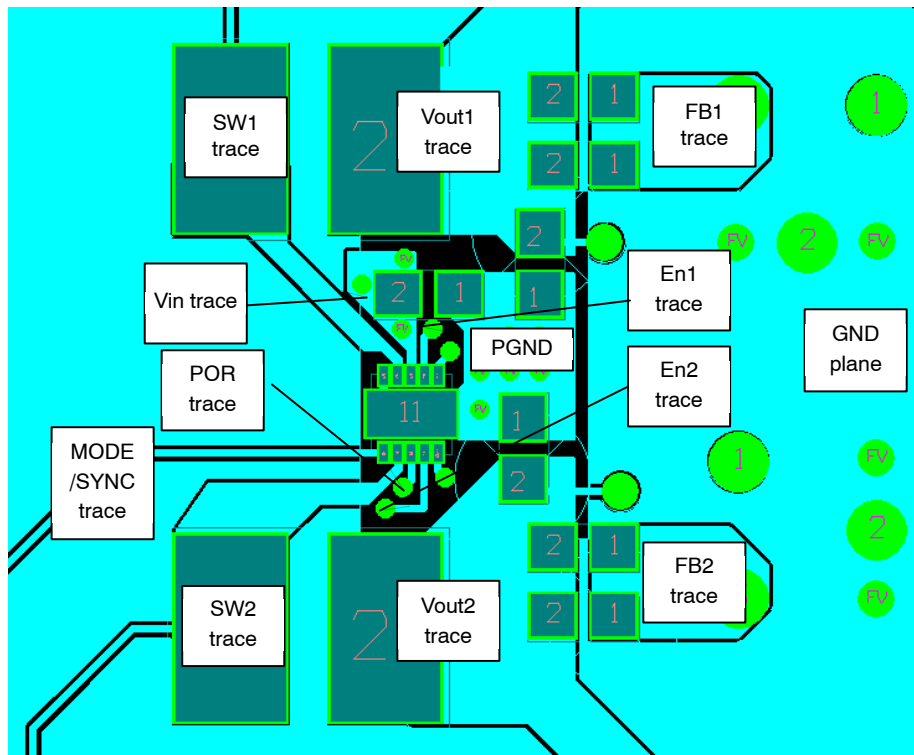 SW1
trace
Vout1
trace
FB1
trace
2
1
1
2
2
1
2
FV
2
FV
FV
Vin trace
2
1
1
En1
trace
FV
PGND
GND
plane
POR
trace
11
FV
1
En2
trace
MODE
/SYNC
trace
2
1
FV
2
2
1
SW2
trace
Vout2
trace
FB2
trace
2
2
1
FV